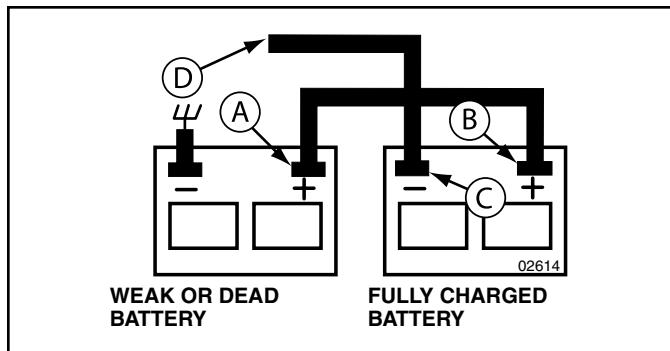 D
A
B
C
–
+
–
+
02614
WEAK OR DEAD
BATTERY
FULLY CHARGED
BATTERY